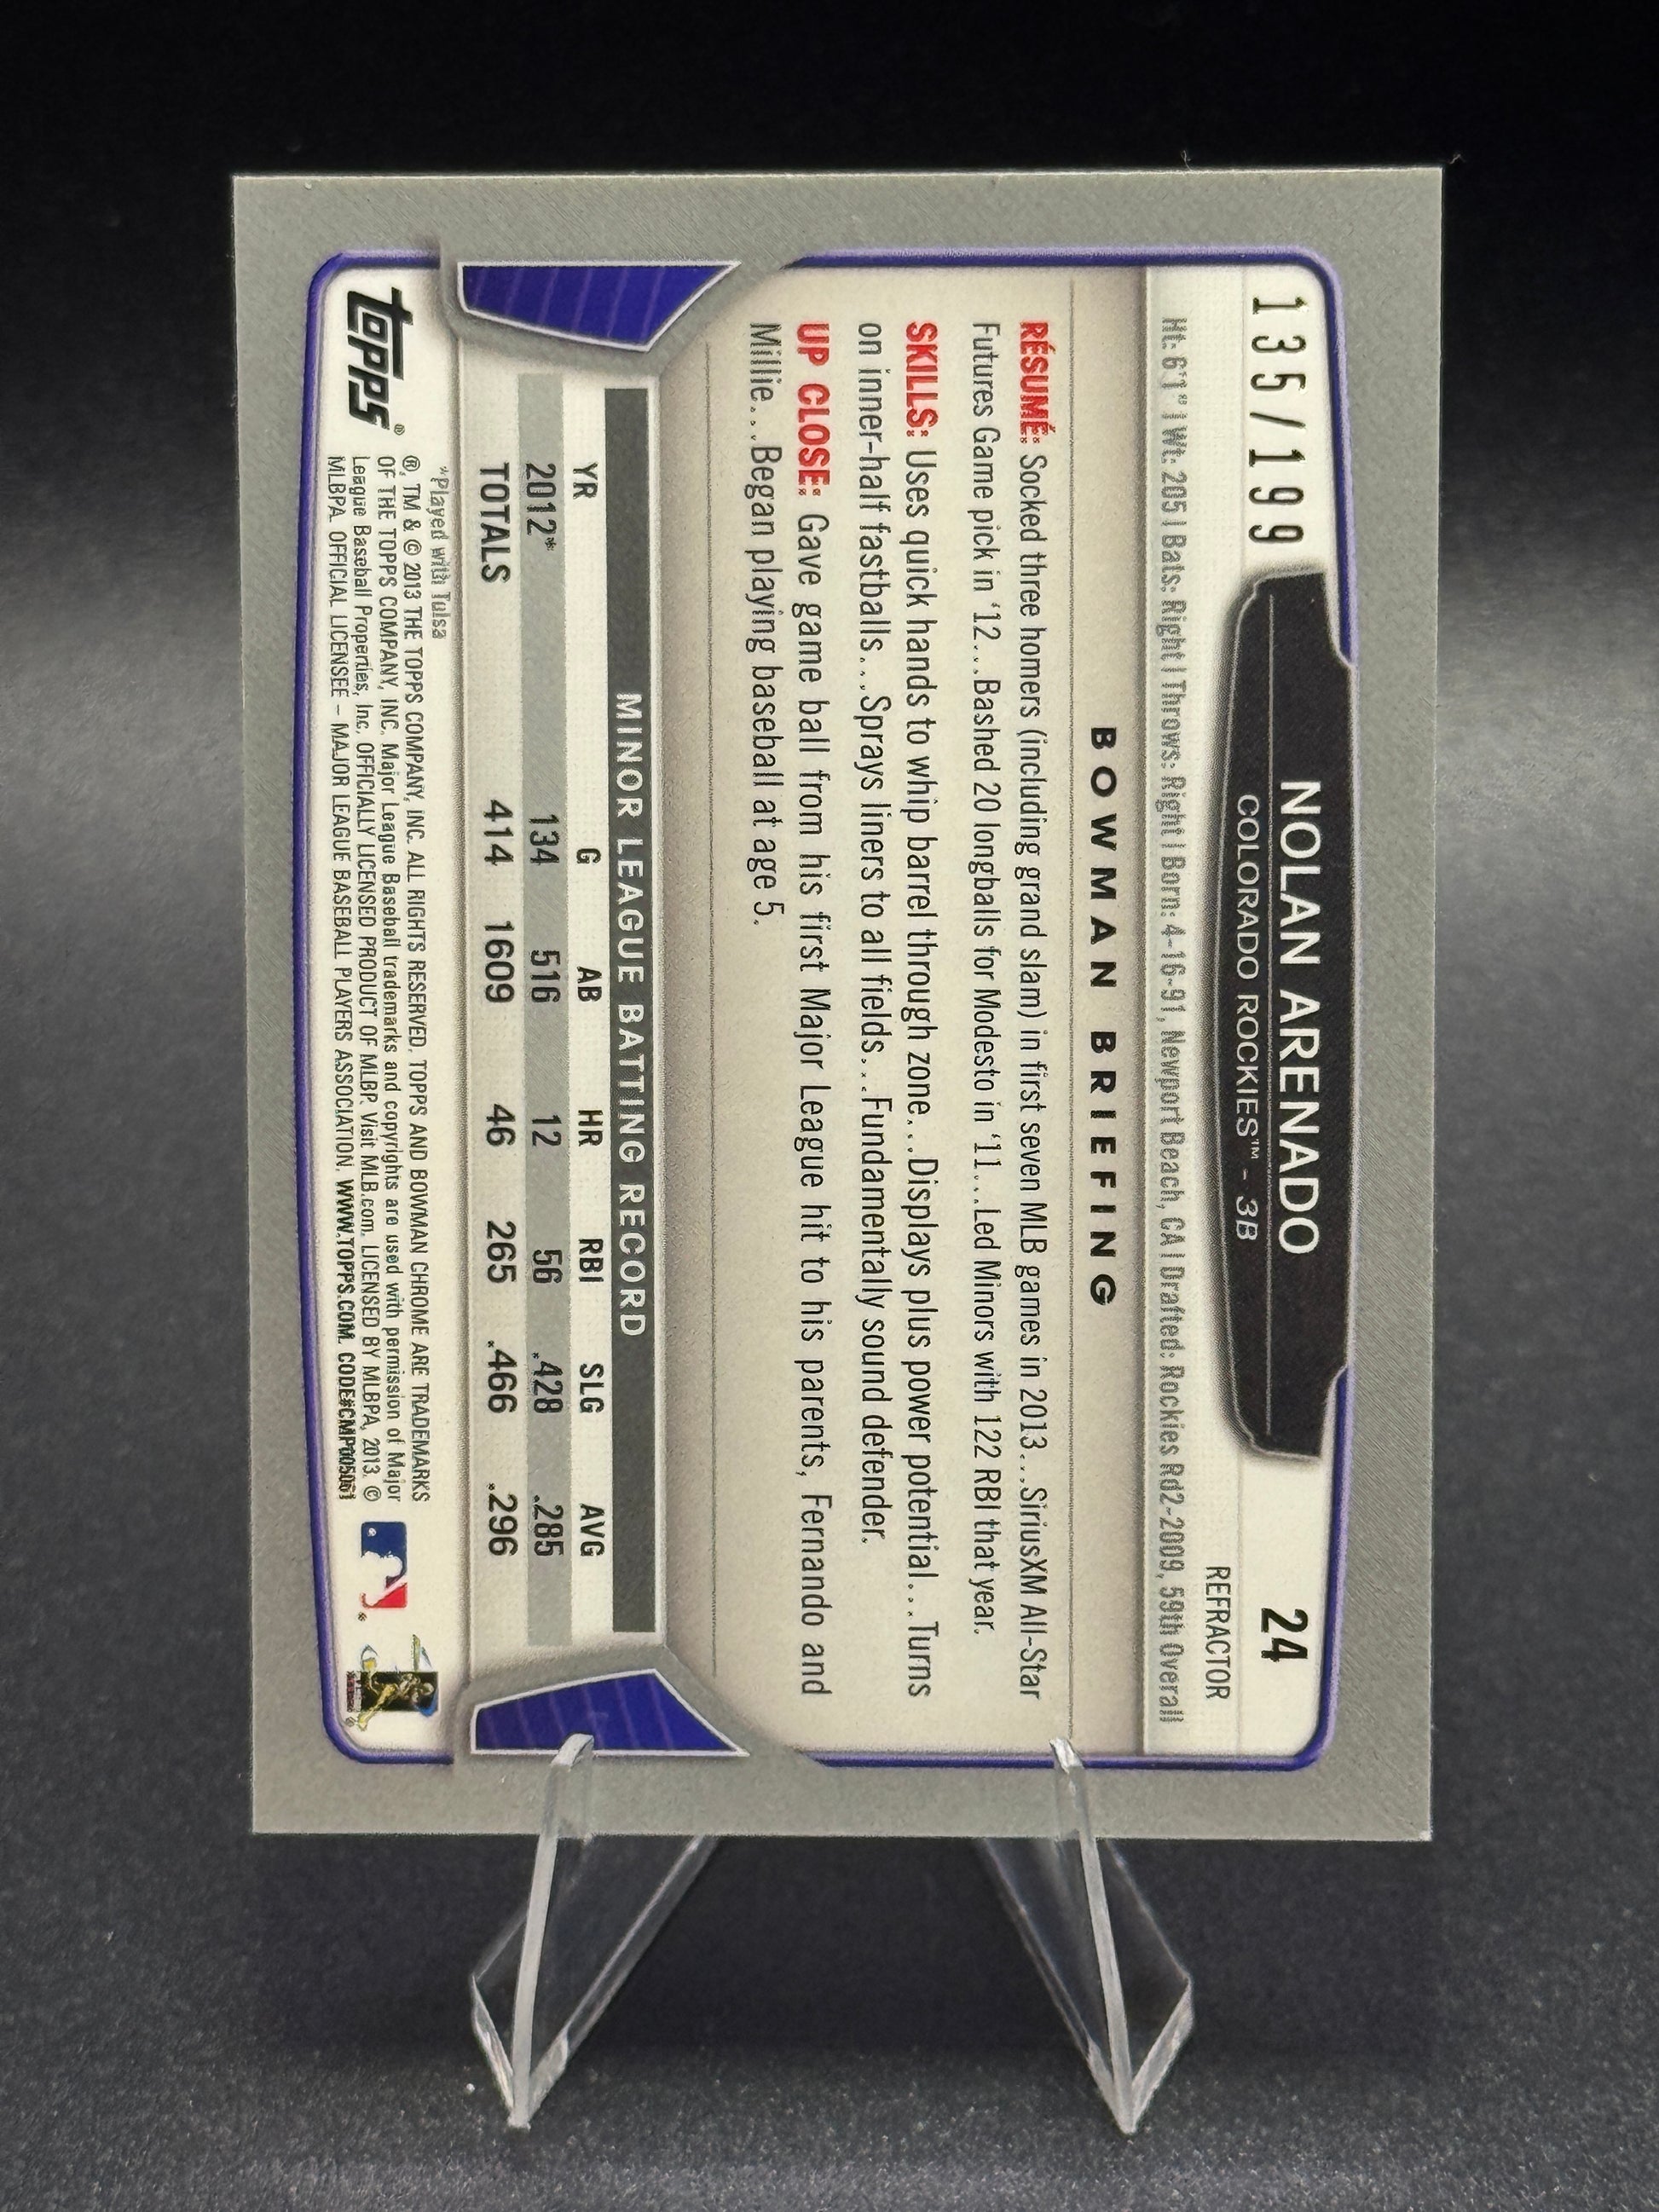 135/199
NOLAN ARENADO
24
COLORADO ROCKIES™ - 3B
REFRACTOR
Ht: 6'1" | Wt: 205 | Bats: Right | Throws: Right | Born: 4-16-91, Newport Beach, CA | Drafted: Rockies Rd2-2009, 59th Overall
BOWMAN BRIEFING
RÉSUMÉ: Socked three homers (including grand slam) in first seven MLB games in 2013...SiriusXM All-Star
Futures Game pick in '12...Bashed 20 longballs for Modesto in '11...Led Minors with 122 RBI that year.
SKILLS: Uses quick hands to whip barrel through zone...Displays plus power potential...Turns
on inner-half fastballs...Sprays liners to all fields...Fundamentally sound defender.
UP CLOSE: Gave game ball from his first Major League hit to his parents, Fernando and
Millie...Began playing baseball at age 5.
MINOR LEAGUE BATTING RECORD
YR G AB HR RBI SLG AVG
2012* 134 516 12 56 .428 .285
TOTALS 414 1609 46 265 .466 .296
*Played with Tulsa
topps®
®, TM & © 2013 THE TOPPS COMPANY, INC. ALL RIGHTS RESERVED. TOPPS AND BOWMAN CHROME ARE TRADEMARKS
OF THE TOPPS COMPANY, INC. Major League Baseball trademarks and copyrights are used with permission of Major
League Baseball Properties, Inc. OFFICIALLY LICENSED PRODUCT OF MLBP. Visit MLB.com. LICENSED BY MLBPA, 2013. ©
MLBPA. OFFICIAL LICENSEE – MAJOR LEAGUE BASEBALL PLAYERS ASSOCIATION. WWW.TOPPS.COM. CODE#CMP005061